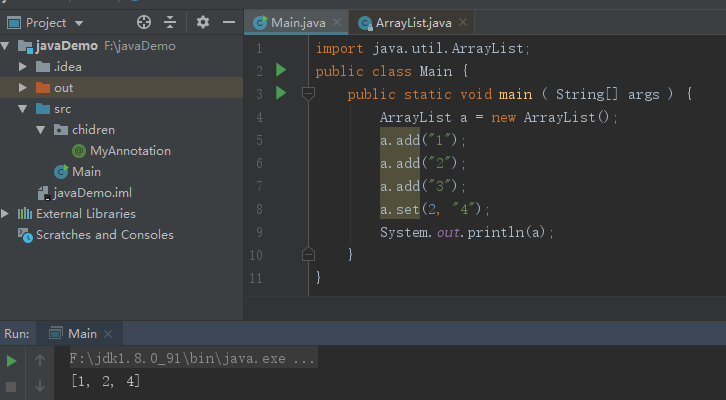 Project
Main.java
ArrayList.java
javaDemo F:\javaDemo
.idea
out
src
chidren
MyAnnotation
Main
javaDemo.iml
External Libraries
Scratches and Consoles
1 import java.util.ArrayList;
2 public class Main {
3 public static void main ( String[] args ) {
4 ArrayList a = new ArrayList();
5 a.add("1");
6 a.add("2");
7 a.add("3");
8 a.set(2, "4");
9 System.out.println(a);
10 }
11 }
Run: Main
F:\jdk1.8.0_91\bin\java.exe ...
[1, 2, 4]